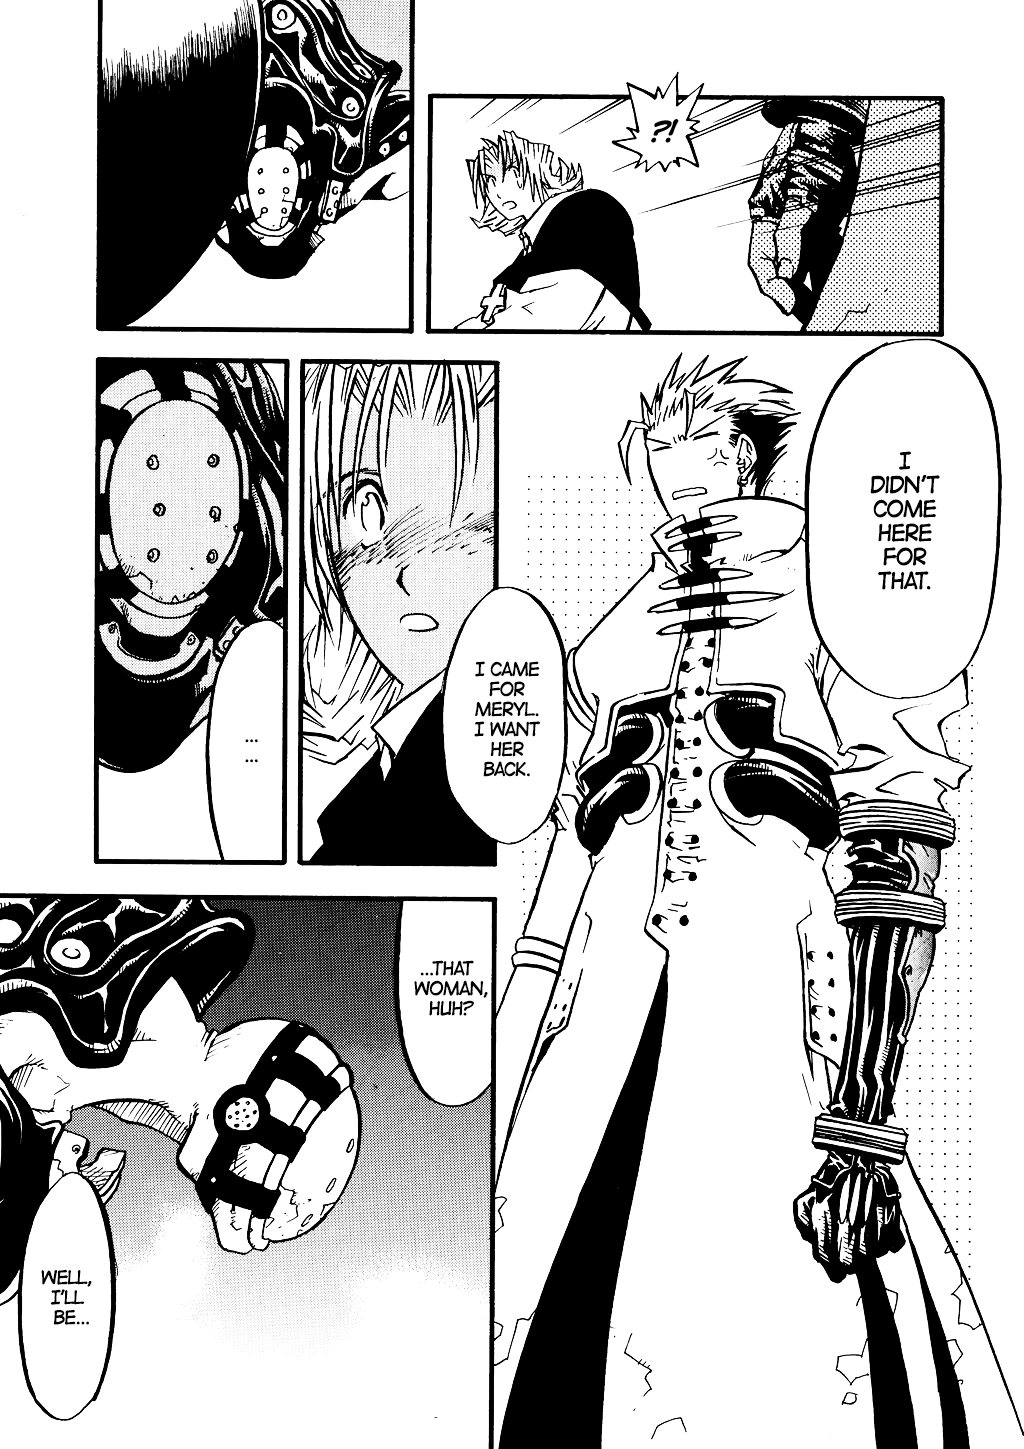 ?!
I
DIDN'T
COME
HERE
FOR
THAT.
I CAME
FOR
MERYL.
I WANT
HER
BACK.
...
...
...THAT
WOMAN,
HUH?
WELL,
I'LL
BE...